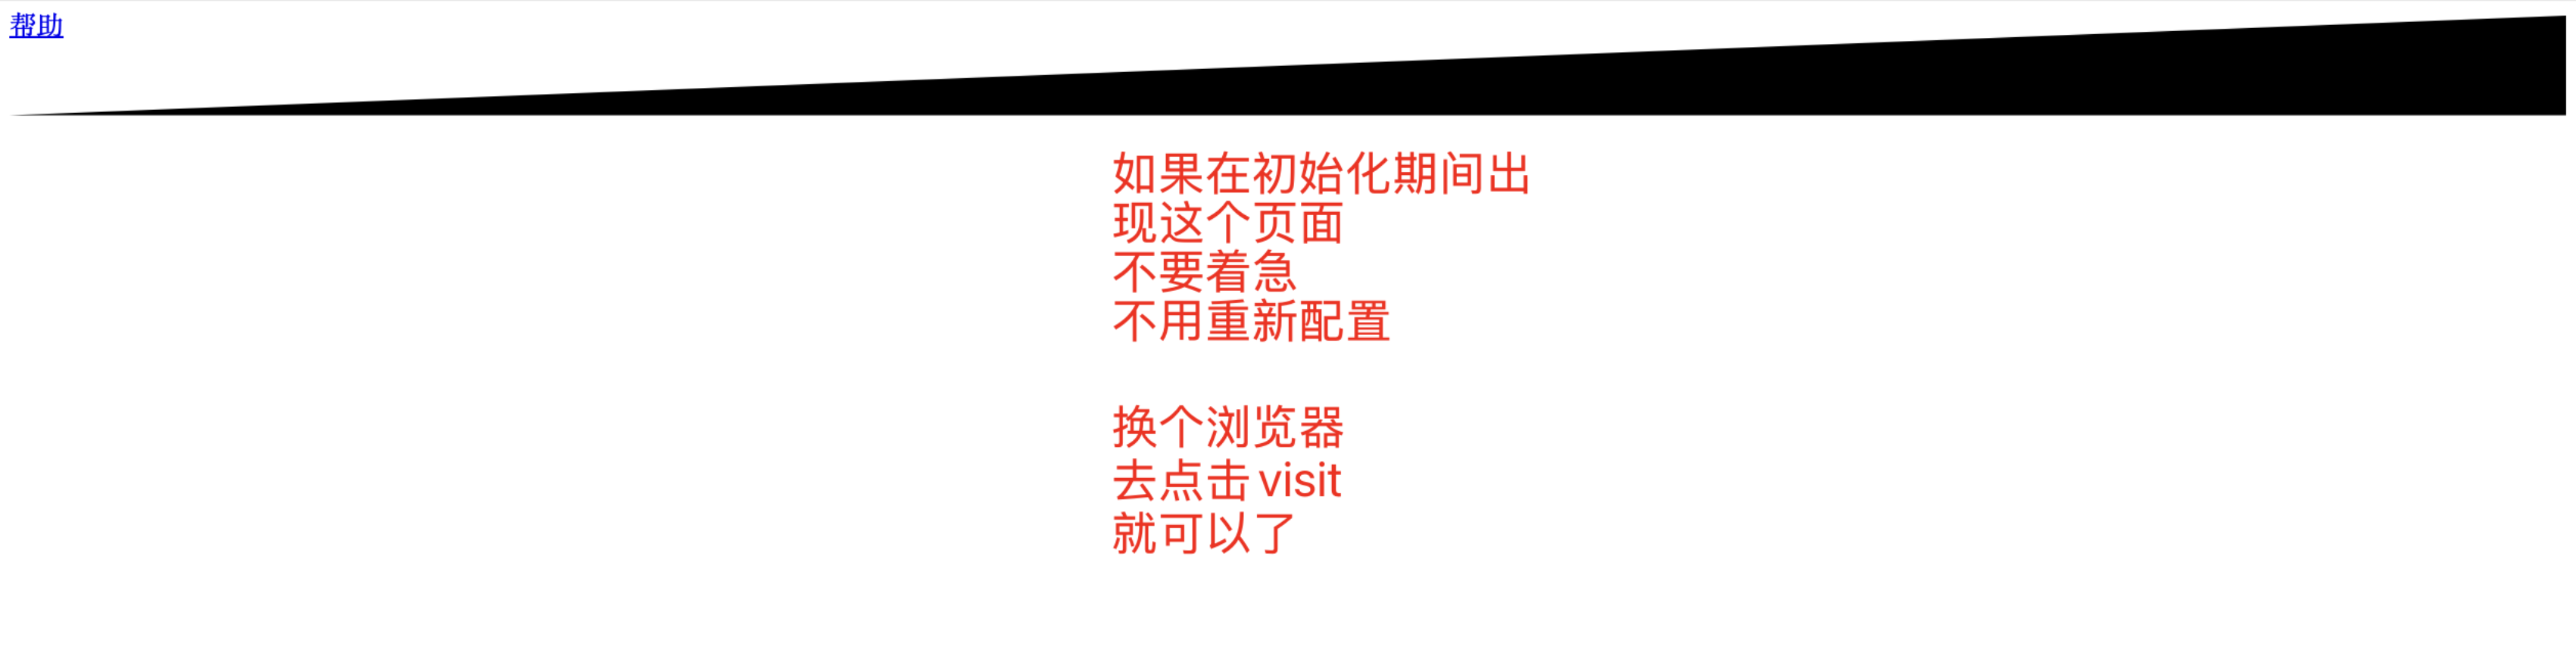 帮助
如果在初始化期间出
现这个页面
不要着急
不用重新配置
换个浏览器
去点击 visit
就可以了